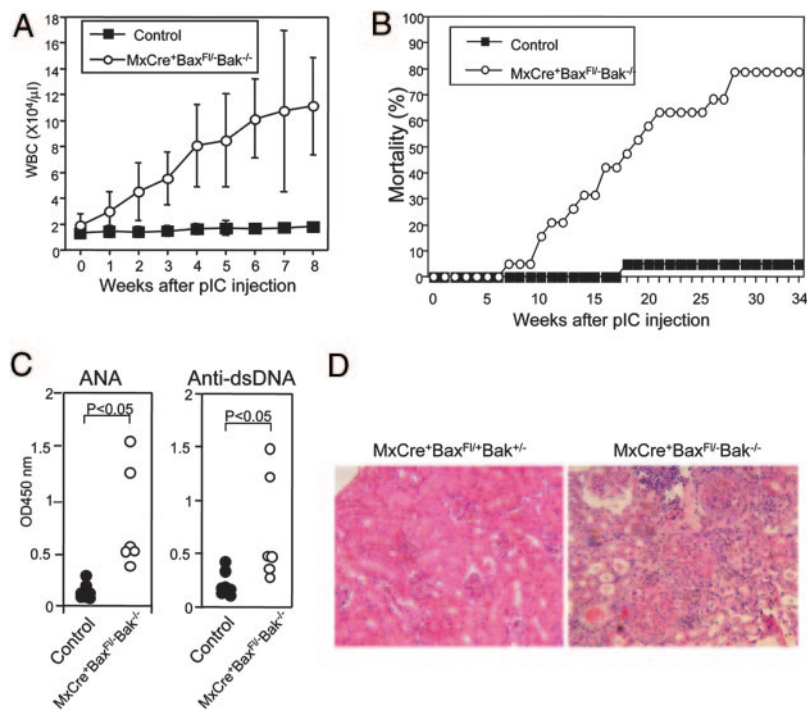 A
Control
MxCre+BaxFl/-Bak-/-
WBC (X10⁴/µl)
18
16
14
12
10
8
6
4
2
0
0 1 2 3 4 5 6 7 8
Weeks after pIC injection
B
Control
MxCre+BaxFl/-Bak-/-
Mortality (%)
100
90
80
70
60
50
40
30
20
10
0
0 5 10 15 20 25 30 34
Weeks after pIC injection
C
ANA
P<0.05
OD450 nm
2
1.5
1
0.5
0
Control
MxCre+BaxFl/-Bak-/-
Anti-dsDNA
P<0.05
2
1.5
1
0.5
0
Control
MxCre+BaxFl/-Bak-/-
D
MxCre+BaxFl/+Bak+/-
MxCre+BaxFl/-Bak-/-